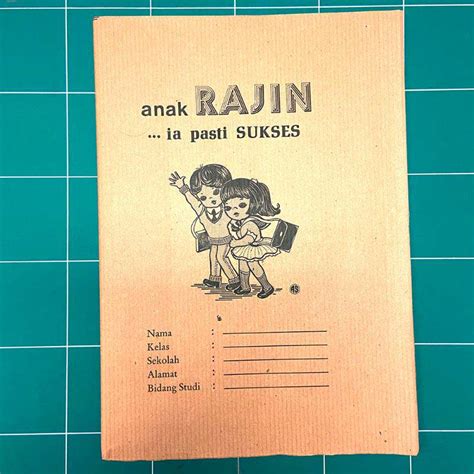 anak RAJIN
... ia pasti SUKSES
Nama :
Kelas :
Sekolah :
Alamat :
Bidang Studi :